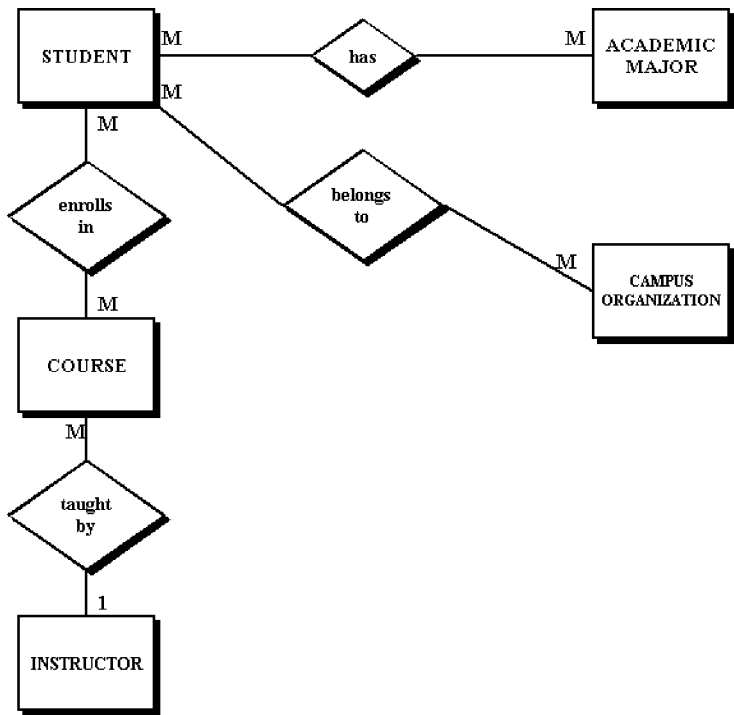 STUDENT
M
has
M
ACADEMIC
MAJOR
M
M
belongs
to
M
CAMPUS
ORGANIZATION
enrolls
in
M
COURSE
M
taught
by
1
INSTRUCTOR